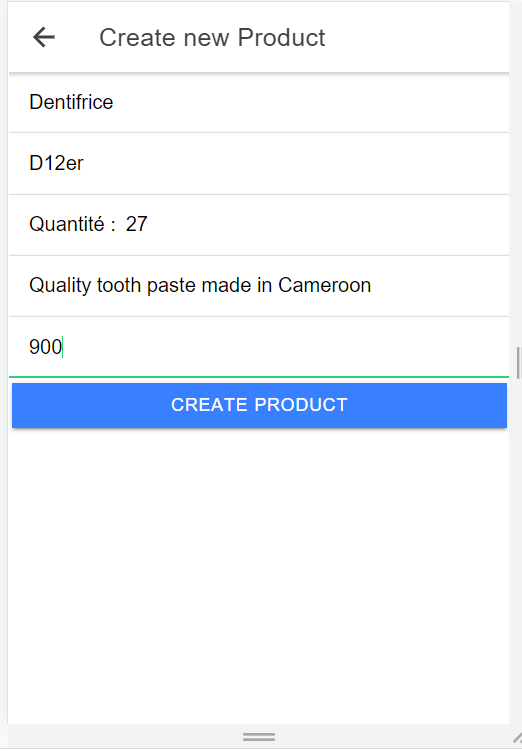 Create new Product
Dentifrice
D12er
Quantité : 27
Quality tooth paste made in Cameroon
900
CREATE PRODUCT